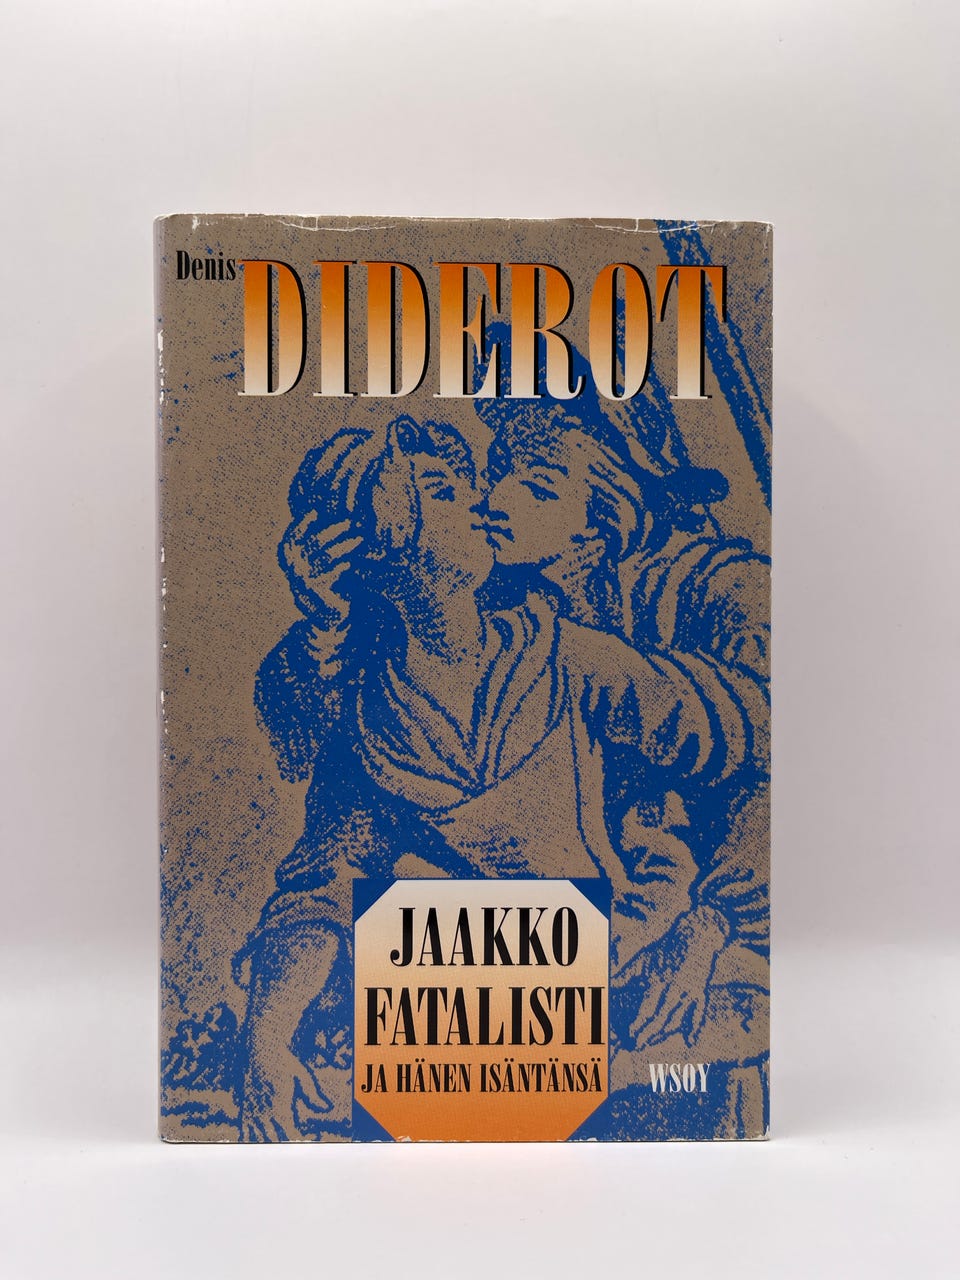 Denis DIDEROT
JAAKKO
FATALISTI
JA HÄNEN ISÄNTÄNSÄ
WSOY